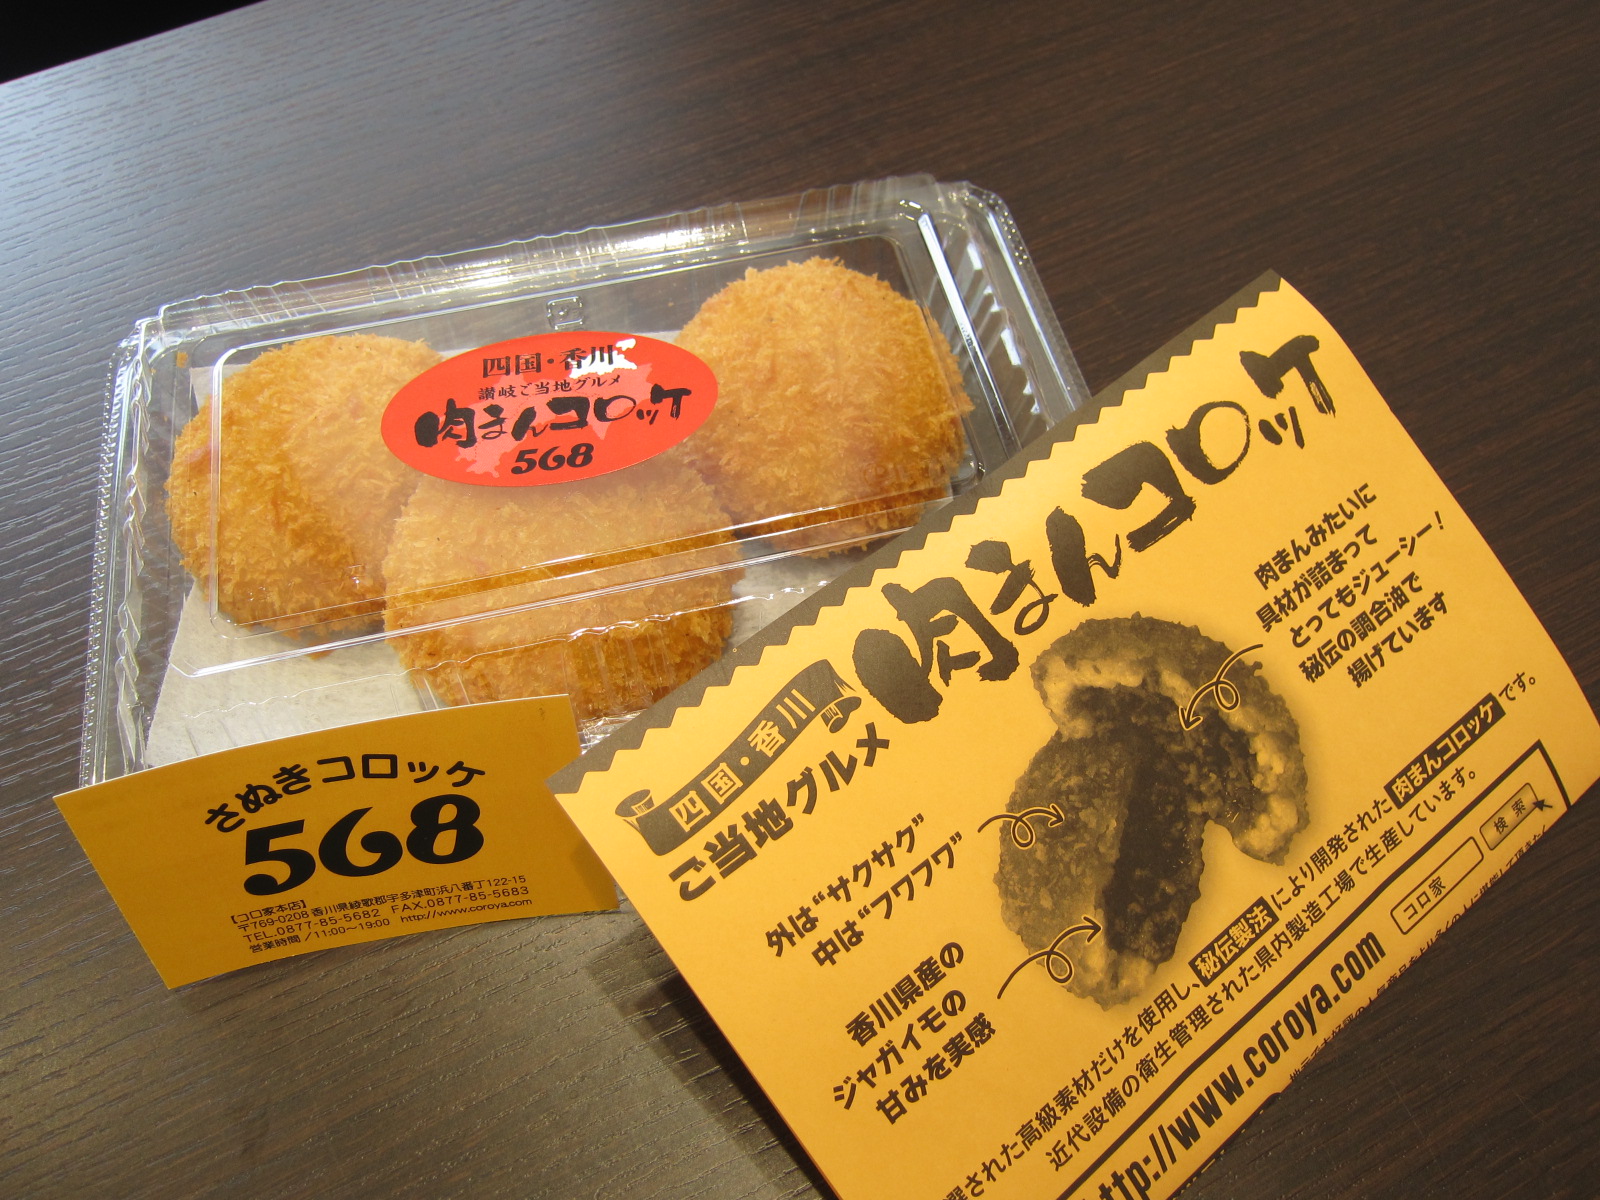 四国・香川
讃岐ご当地グルメ
肉まんコロッケ
568
さぬきコロッケ
568
【コロ家本店】
〒769-0208 香川県綾歌郡宇多津町浜八番丁122-15
TEL.0877-85-5682 FAX.0877-85-5683
営業時間/11:00~19:00 http://www.coroya.com
四国・香川
ご当地グルメ
肉まんコロッケ
肉まんみたいに
具材が詰まって
とってもジューシー!
秘伝の調合油で
揚げています
外は"サクサク"
中は"フワフワ"
香川県産の
ジャガイモの
甘みを実感
された高級素材だけを使用し、秘伝製法により開発された肉まんコロッケです。
近代設備の衛生管理された県内製造工場で生産しています。
http://www.coroya.com
コロ家
検索